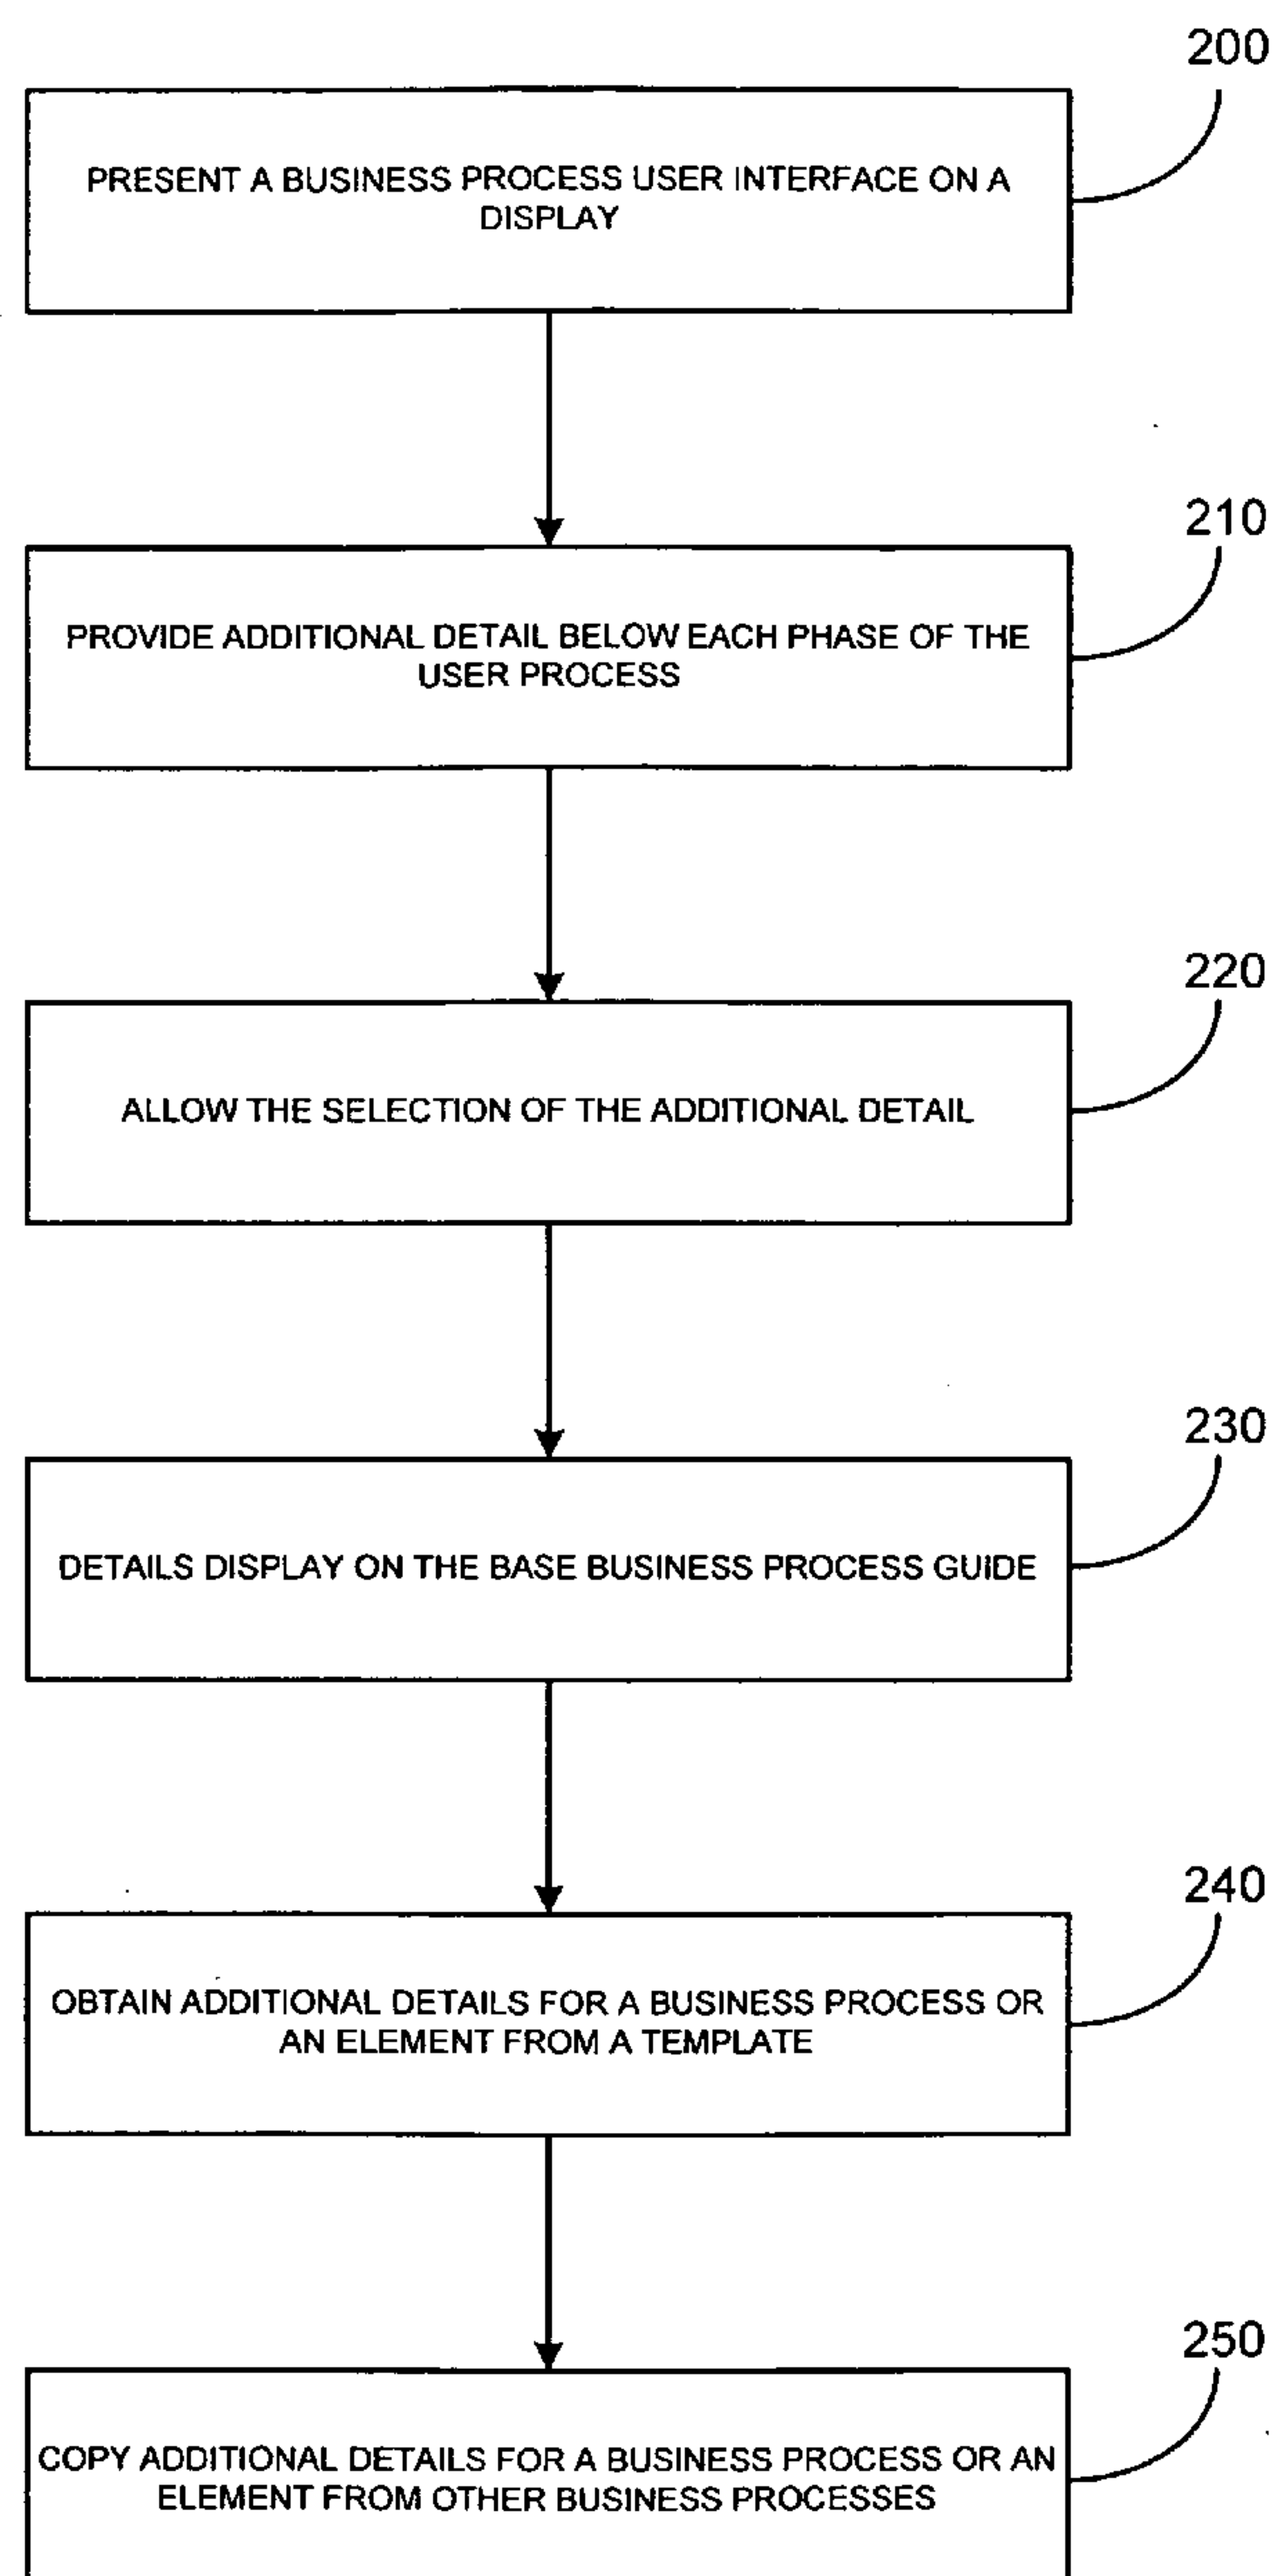 200
PRESENT A BUSINESS PROCESS USER INTERFACE ON A
DISPLAY
210
PROVIDE ADDITIONAL DETAIL BELOW EACH PHASE OF THE
USER PROCESS
220
ALLOW THE SELECTION OF THE ADDITIONAL DETAIL
230
DETAILS DISPLAY ON THE BASE BUSINESS PROCESS GUIDE
240
OBTAIN ADDITIONAL DETAILS FOR A BUSINESS PROCESS OR
AN ELEMENT FROM A TEMPLATE
250
COPY ADDITIONAL DETAILS FOR A BUSINESS PROCESS OR AN
ELEMENT FROM OTHER BUSINESS PROCESSES